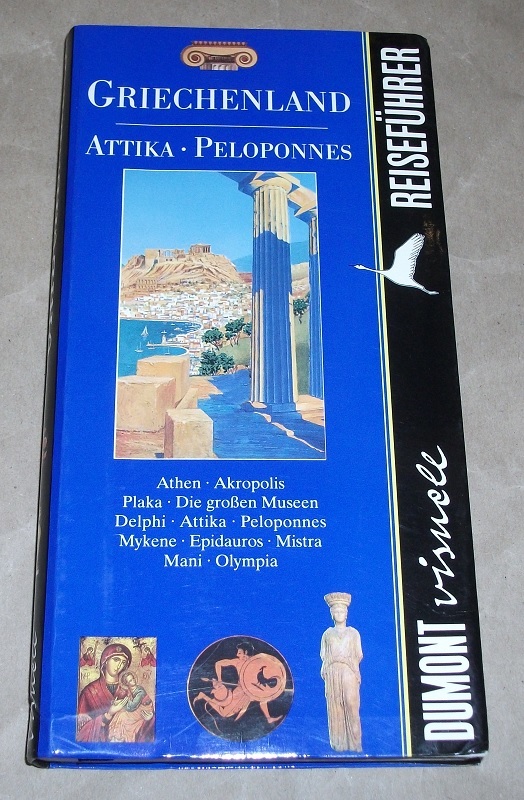 GRIECHENLAND
ATTIKA · PELOPONNES
Athen · Akropolis
Plaka · Die großen Museen
Delphi · Attika · Peloponnes
Mykene · Epidauros · Mistra
Mani · Olympia
DUMONT visuell REISEFÜHRER